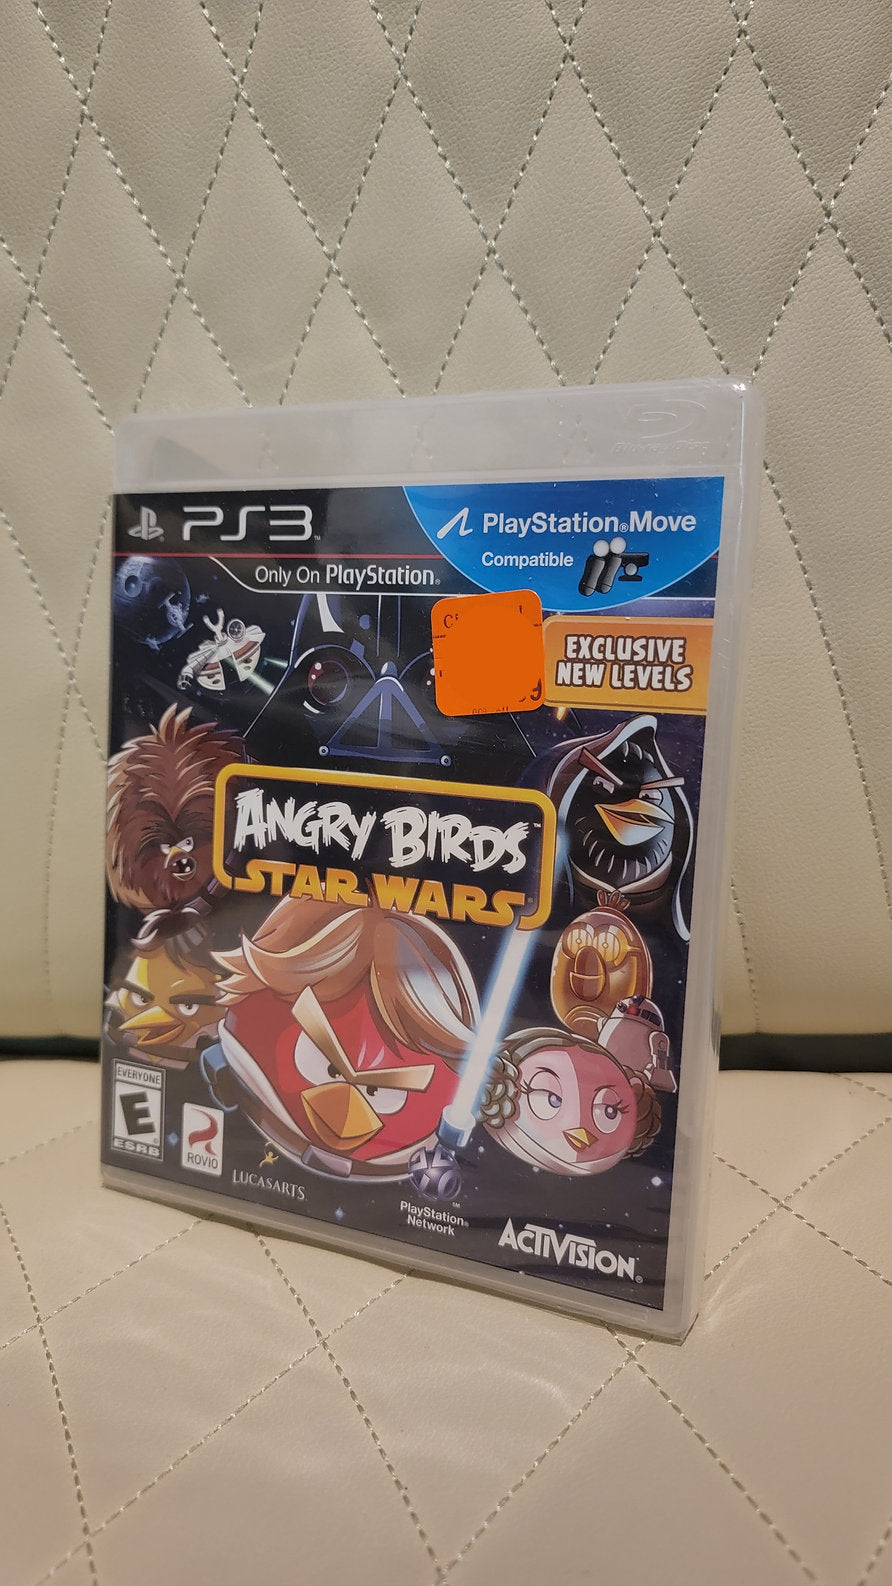 PS3
PlayStation®Move
Compatible
Only On PlayStation®
EXCLUSIVE
NEW LEVELS
ANGRY BIRDS™
STAR WARS
EVERYONE
E
ESRB
ROVIO
LUCASARTS
PlayStation®
Network
ACTIVISION®